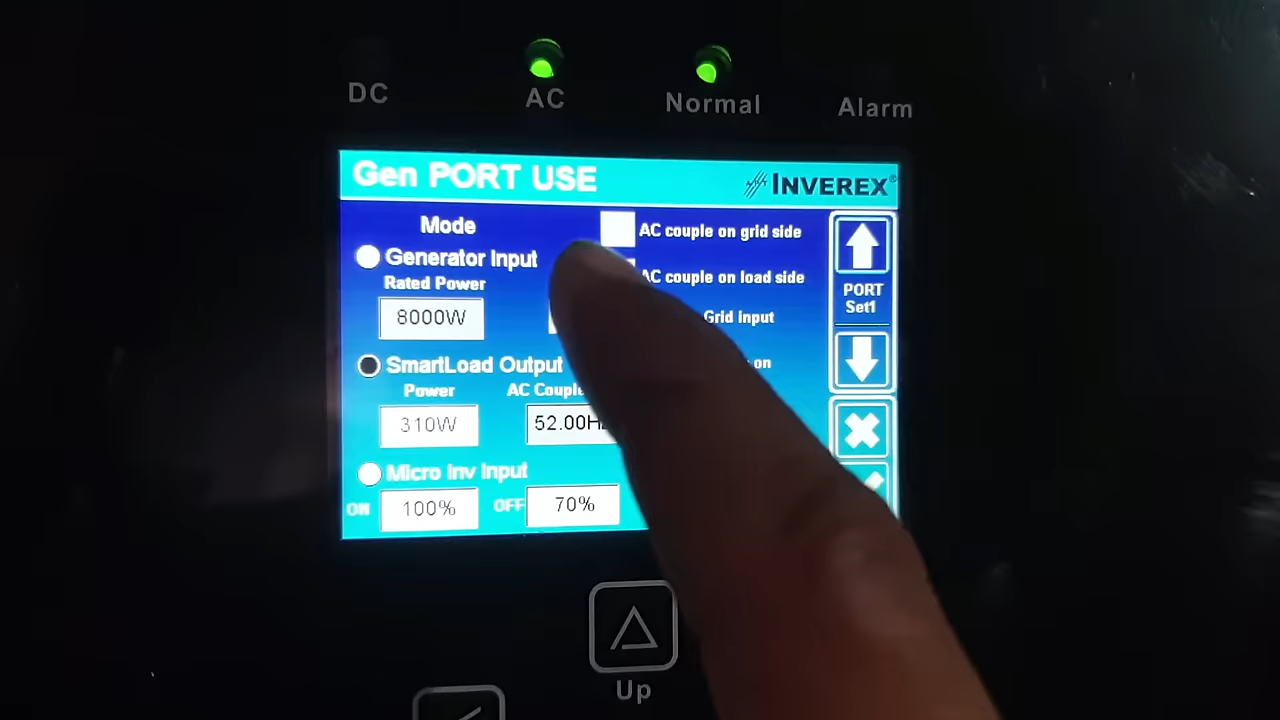 DC
AC
Normal
Alarm
Gen PORT USE
INVEREX®
Mode
AC couple on grid side
Generator Input
AC couple on load side
Rated Power
8000W
Grid input
PORT
Set1
SmartLoad Output
on
Power
AC Couple
310W
52.00H
Micro Inv Input
ON
100%
OFF
70%
Up